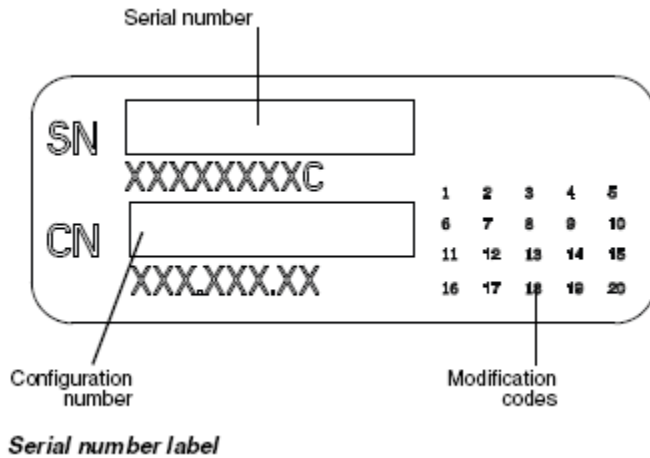 Serial number
SN
XXXXXXXXC
CN
XXX.XXX.XX
1 2 3 4 5
6 7 8 9 10
11 12 13 14 15
16 17 18 19 20
Configuration
number
Modification
codes
Serial number label